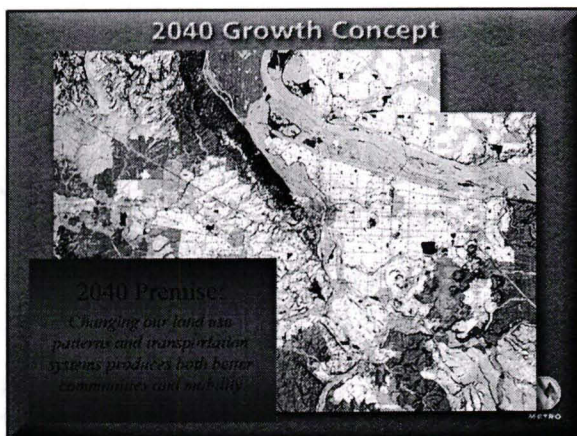 2040 Growth Concept
2040 Premise:
Changing our land use
patterns and transportation
systems produces both better
communities and mobility
METRO